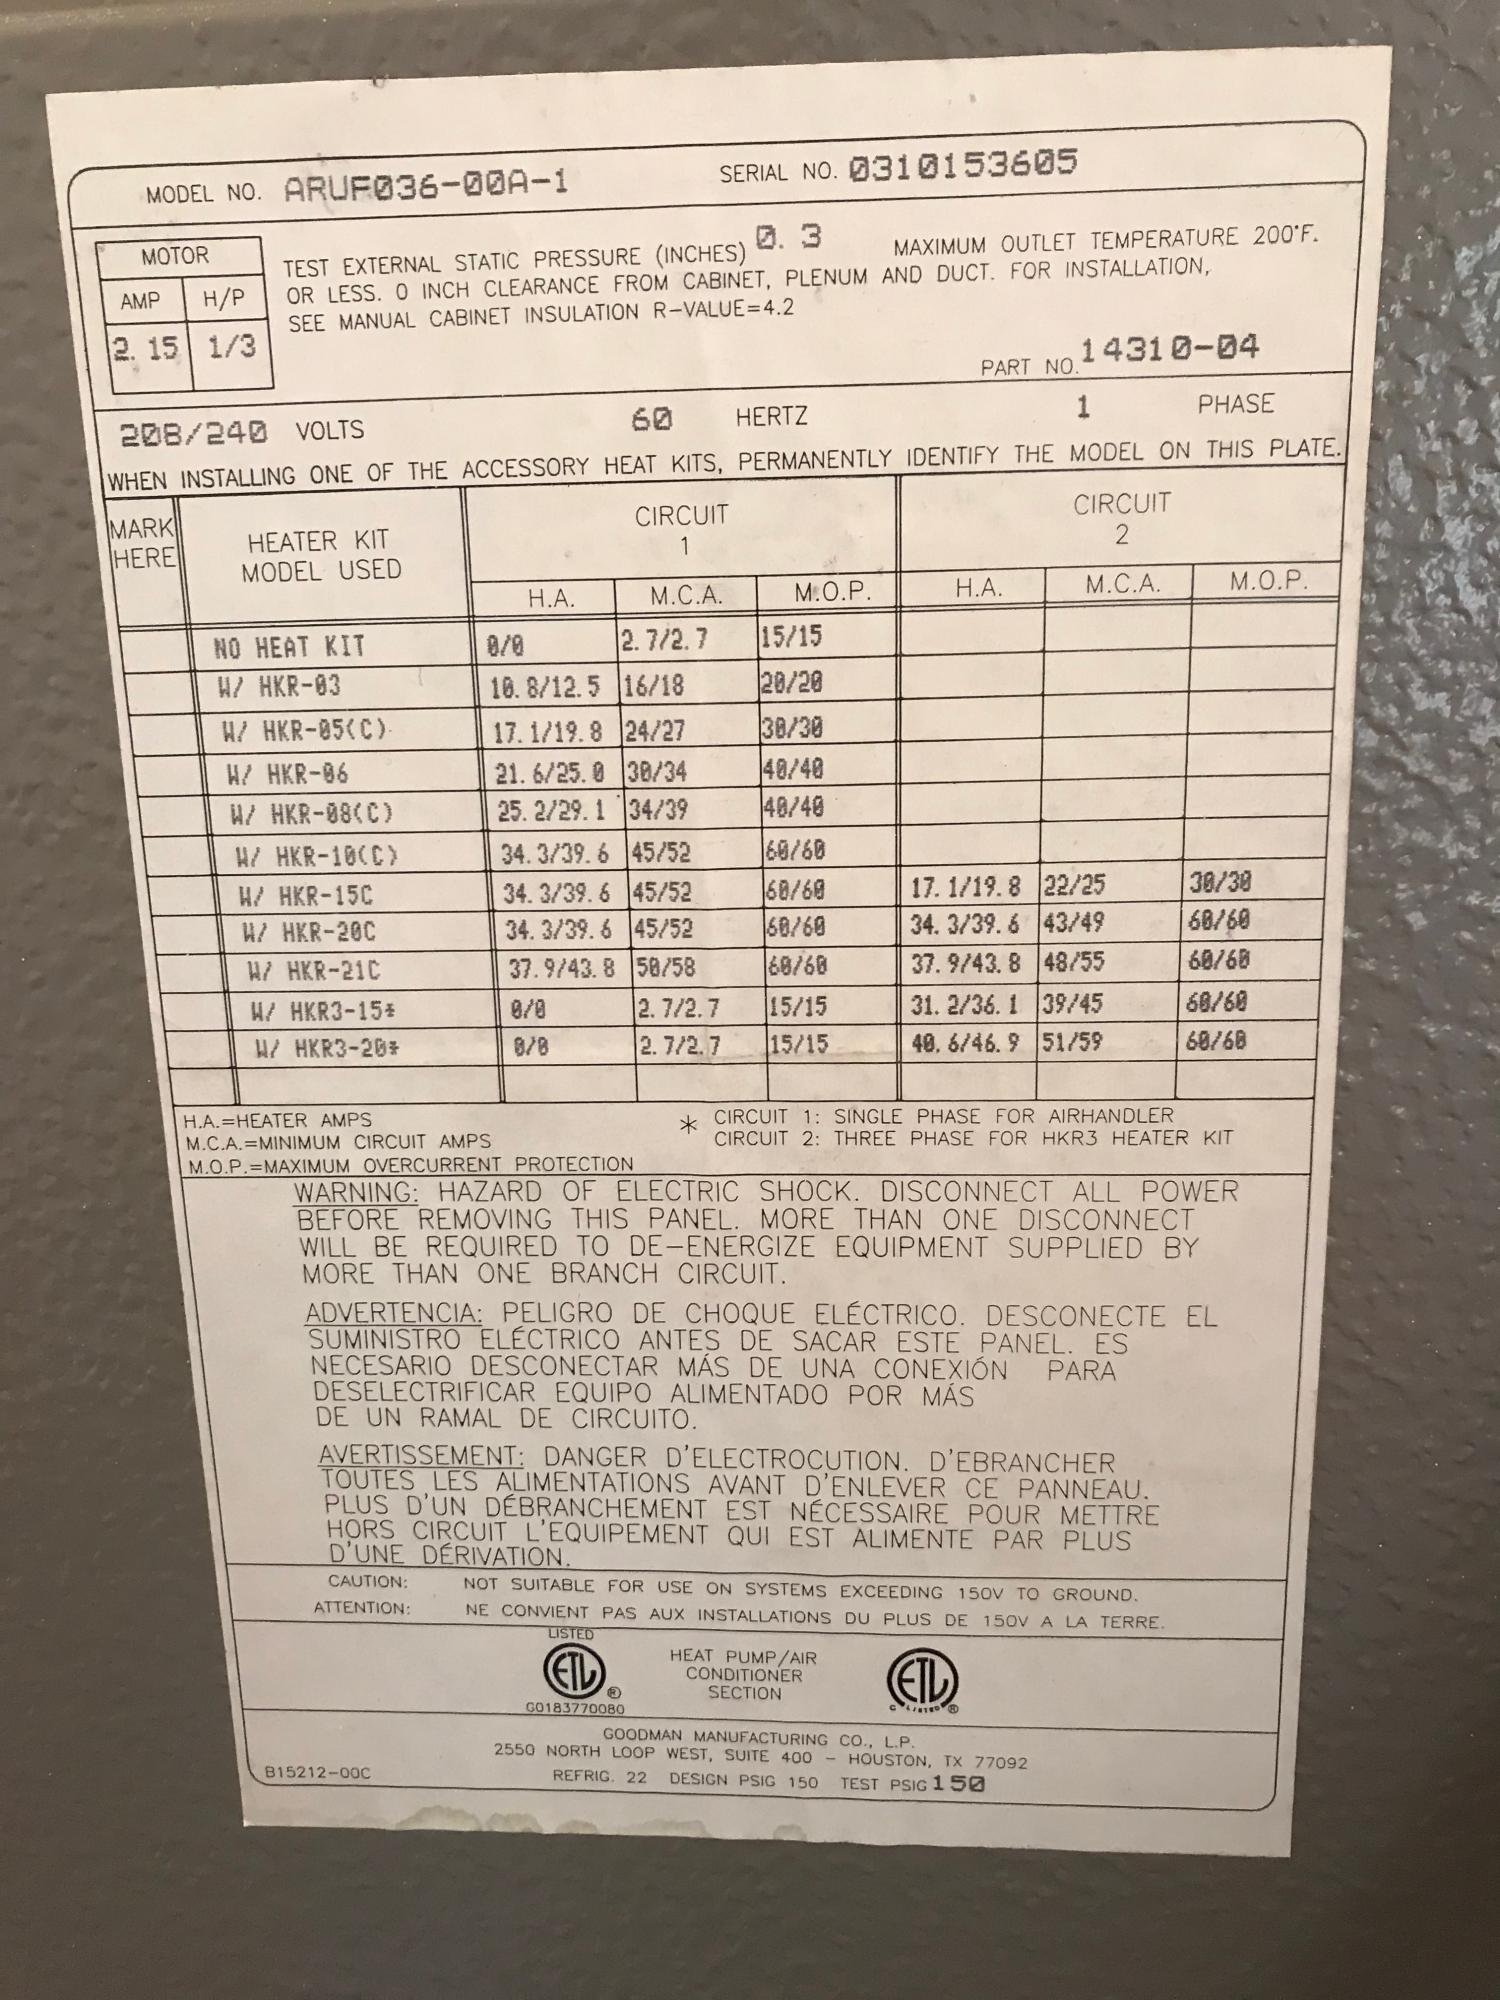 MODEL NO. ARUF036-00A-1 SERIAL NO. 0310153605
MOTOR
AMP H/P
2.15 1/3
TEST EXTERNAL STATIC PRESSURE (INCHES) 0.3 MAXIMUM OUTLET TEMPERATURE 200°F.
OR LESS. 0 INCH CLEARANCE FROM CABINET, PLENUM AND DUCT. FOR INSTALLATION,
SEE MANUAL CABINET INSULATION R-VALUE=4.2
PART NO. 14310-04
208/240 VOLTS 60 HERTZ 1 PHASE
WHEN INSTALLING ONE OF THE ACCESSORY HEAT KITS, PERMANENTLY IDENTIFY THE MODEL ON THIS PLATE.
MARK HERE HEATER KIT MODEL USED CIRCUIT 1 CIRCUIT 2
H.A. M.C.A. M.O.P. H.A. M.C.A. M.O.P.
NO HEAT KIT 0/0 2.7/2.7 15/15
W/ HKR-03 10.8/12.5 16/18 20/20
W/ HKR-05(C) 17.1/19.8 24/27 30/30
W/ HKR-06 21.6/25.0 30/34 40/40
W/ HKR-08(C) 25.2/29.1 34/39 40/40
W/ HKR-10(C) 34.3/39.6 45/52 60/60
W/ HKR-15C 34.3/39.6 45/52 60/60 17.1/19.8 22/25 30/30
W/ HKR-20C 34.3/39.6 45/52 60/60 34.3/39.6 43/49 60/60
W/ HKR-21C 37.9/43.8 50/58 60/60 37.9/43.8 48/55 60/60
W/ HKR3-15* 0/0 2.7/2.7 15/15 31.2/36.1 39/45 60/60
W/ HKR3-20* 0/0 2.7/2.7 15/15 40.6/46.9 51/59 60/60
H.A.=HEATER AMPS
M.C.A.=MINIMUM CIRCUIT AMPS
M.O.P.=MAXIMUM OVERCURRENT PROTECTION
* CIRCUIT 1: SINGLE PHASE FOR AIRHANDLER
CIRCUIT 2: THREE PHASE FOR HKR3 HEATER KIT
WARNING: HAZARD OF ELECTRIC SHOCK. DISCONNECT ALL POWER
BEFORE REMOVING THIS PANEL. MORE THAN ONE DISCONNECT
WILL BE REQUIRED TO DE-ENERGIZE EQUIPMENT SUPPLIED BY
MORE THAN ONE BRANCH CIRCUIT.
ADVERTENCIA: PELIGRO DE CHOQUE ELÉCTRICO. DESCONECTE EL
SUMINISTRO ELÉCTRICO ANTES DE SACAR ESTE PANEL. ES
NECESARIO DESCONECTAR MÁS DE UNA CONEXIÓN PARA
DESELECTRIFICAR EQUIPO ALIMENTADO POR MÁS
DE UN RAMAL DE CIRCUITO.
AVERTISSEMENT: DANGER D'ELECTROCUTION. D'EBRANCHER
TOUTES LES ALIMENTATIONS AVANT D'ENLEVER CE PANNEAU.
PLUS D'UN DÉBRANCHEMENT EST NÉCESSAIRE POUR METTRE
HORS CIRCUIT L'EQUIPEMENT QUI EST ALIMENTE PAR PLUS
D'UNE DÉRIVATION.
CAUTION: NOT SUITABLE FOR USE ON SYSTEMS EXCEEDING 150V TO GROUND.
ATTENTION: NE CONVIENT PAS AUX INSTALLATIONS DU PLUS DE 150V A LA TERRE.
LISTED
ETL ®
G0183770080
HEAT PUMP/AIR
CONDITIONER
SECTION
ETL
C LISTED ®
GOODMAN MANUFACTURING CO., L.P.
2550 NORTH LOOP WEST, SUITE 400 - HOUSTON, TX 77092
B15212-00C REFRIG. 22 DESIGN PSIG 150 TEST PSIG 150